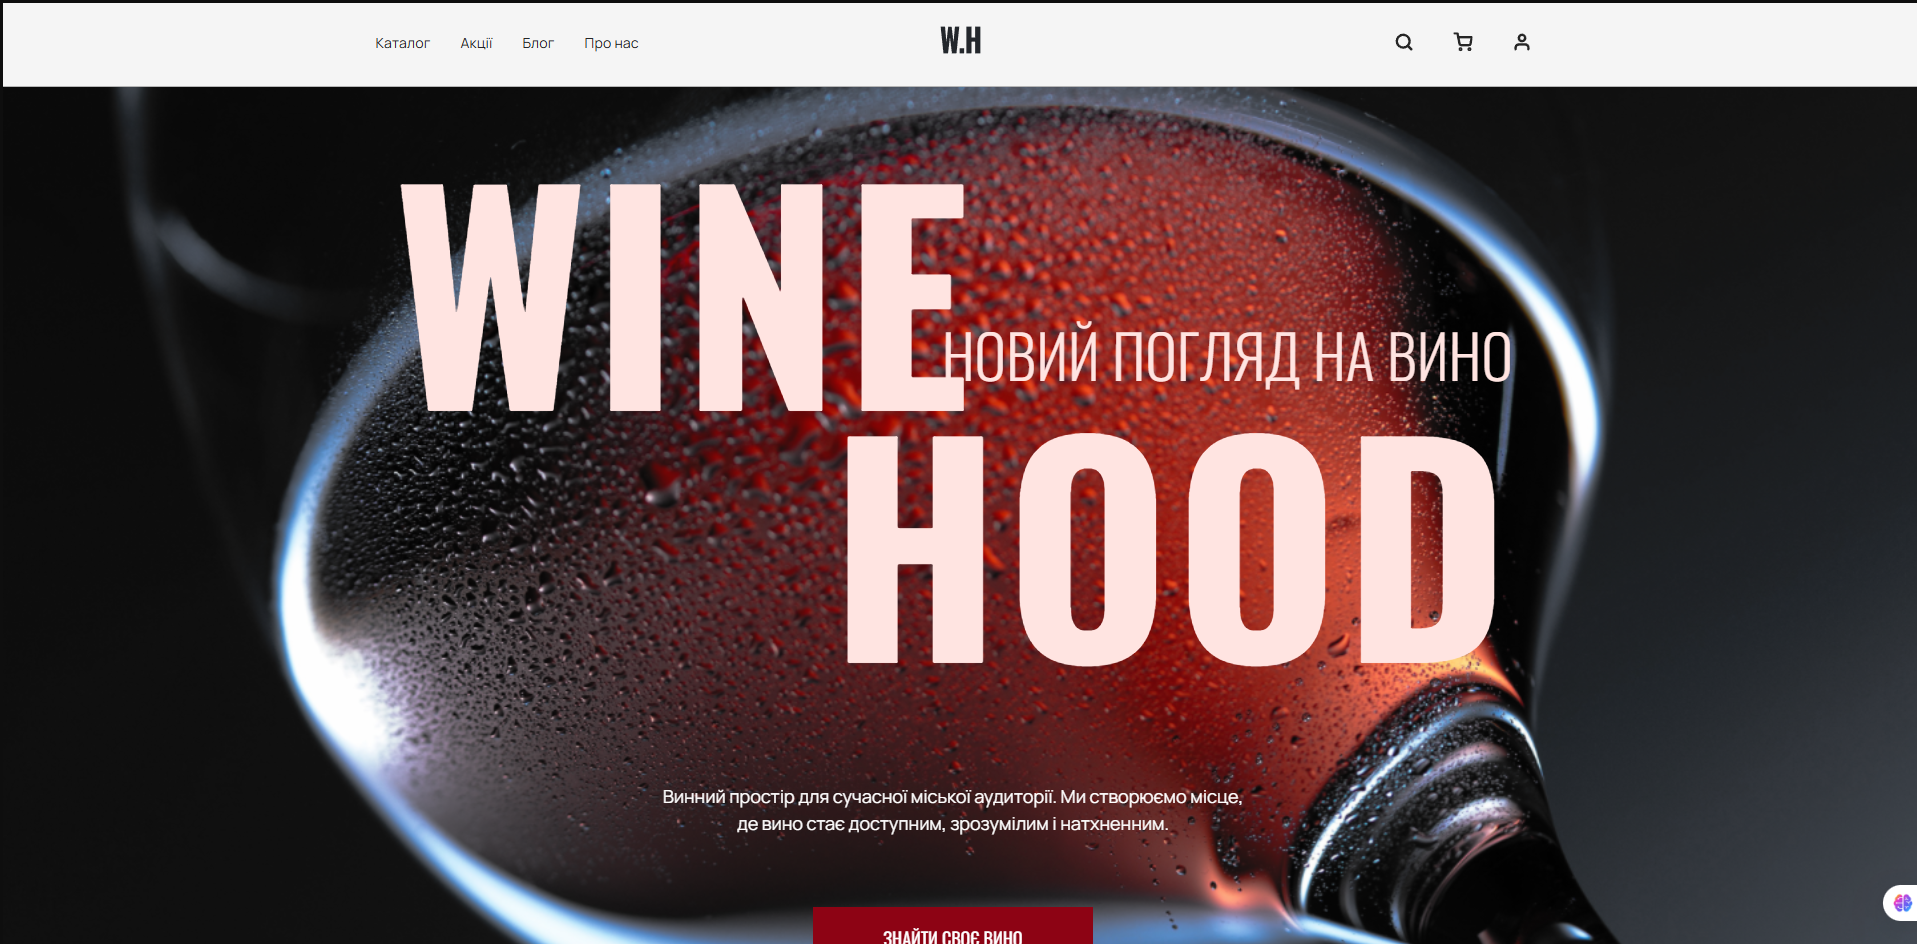 Каталог Акції Блог Про нас W.H
WINE
НОВИЙ ПОГЛЯД НА ВИНО
HOOD
Винний простір для сучасної міської аудиторії. Ми створюємо місце,
де вино стає доступним, зрозумілим і натхненним.
ЗНАЙТИ СВОЄ ВИНО